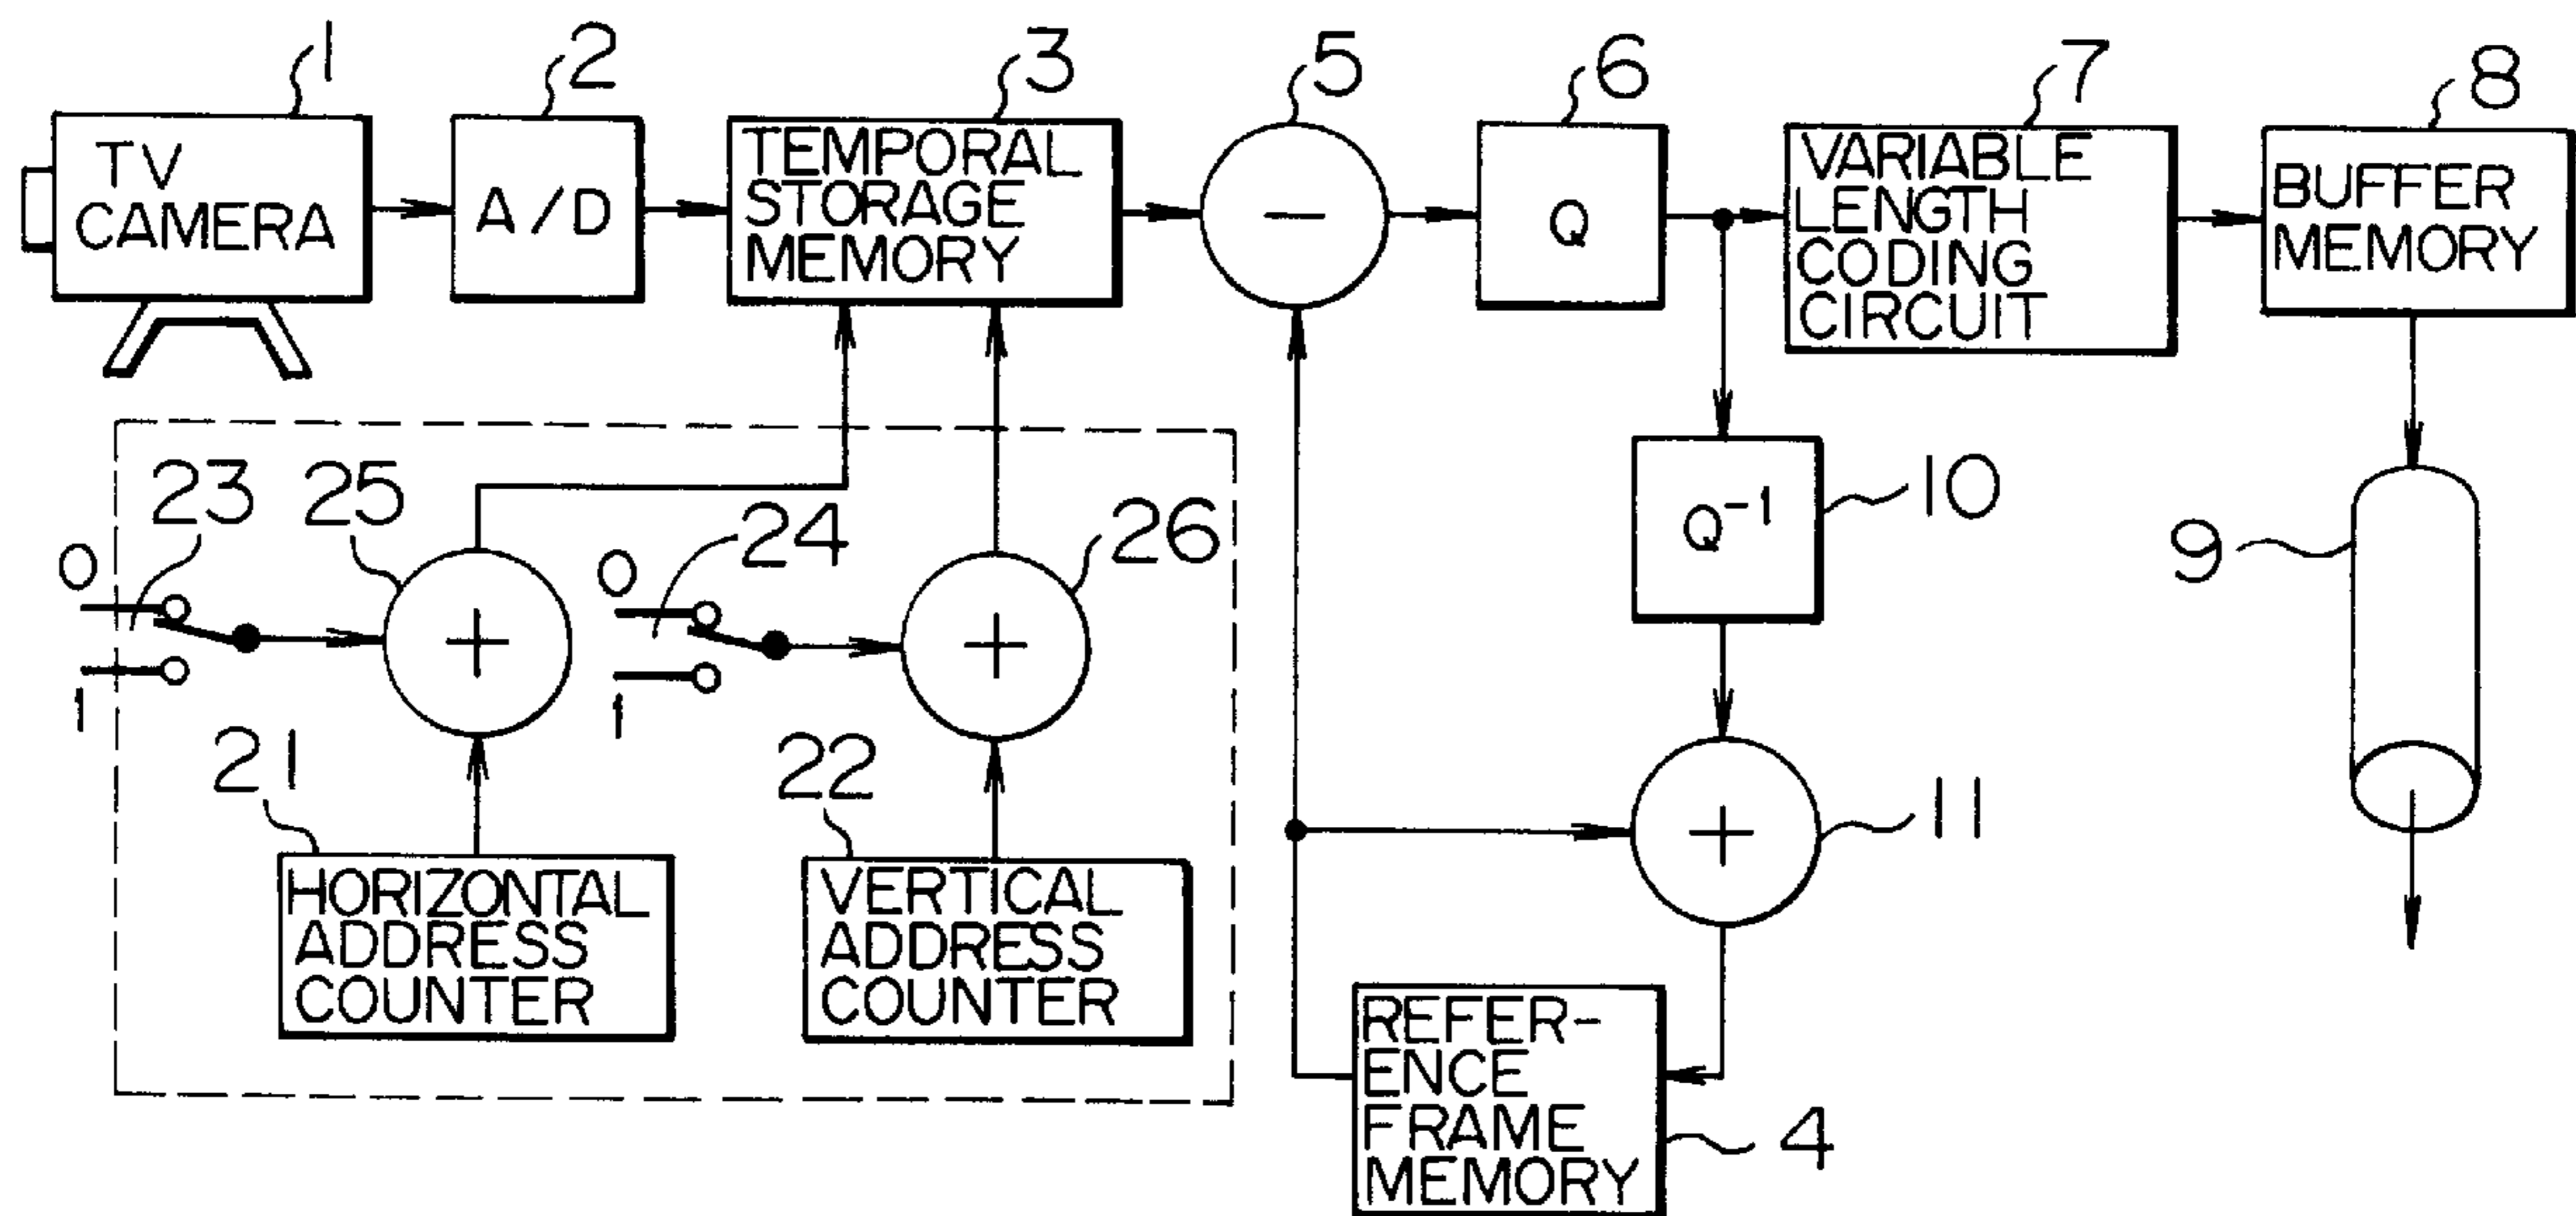 1
2
3
5
6
7
8
TV
CAMERA
A/D
TEMPORAL
STORAGE
MEMORY
−
Q
VARIABLE
LENGTH
CODING
CIRCUIT
BUFFER
MEMORY
23
25
24
26
0
1
0
1
+
+
Q⁻¹
10
9
21
22
HORIZONTAL
ADDRESS
COUNTER
VERTICAL
ADDRESS
COUNTER
+
11
REFER-
ENCE
FRAME
MEMORY
4